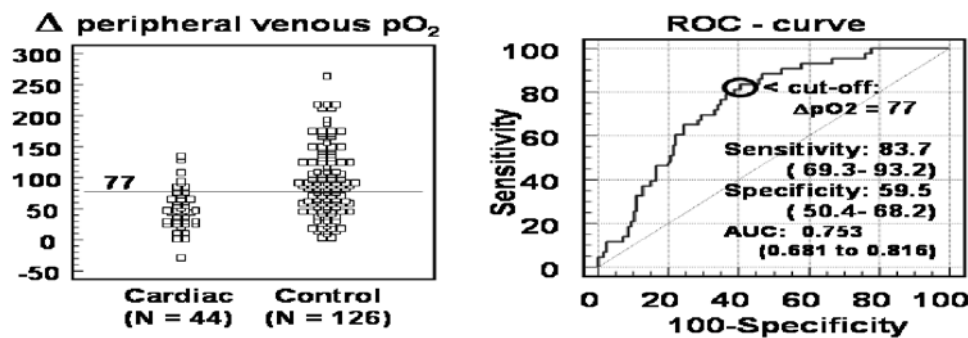 Δ peripheral venous pO₂
300
250
200
150
100
50
0
-50
77
Cardiac
(N = 44)
Control
(N = 126)
ROC - curve
Sensitivity
100
80
60
40
20
0
< cut-off:
ΔpO2 = 77
Sensitivity: 83.7
( 69.3- 93.2)
Specificity: 59.5
( 50.4- 68.2)
AUC: 0.753
(0.681 to 0.816)
0 20 40 60 80 100
100-Specificity